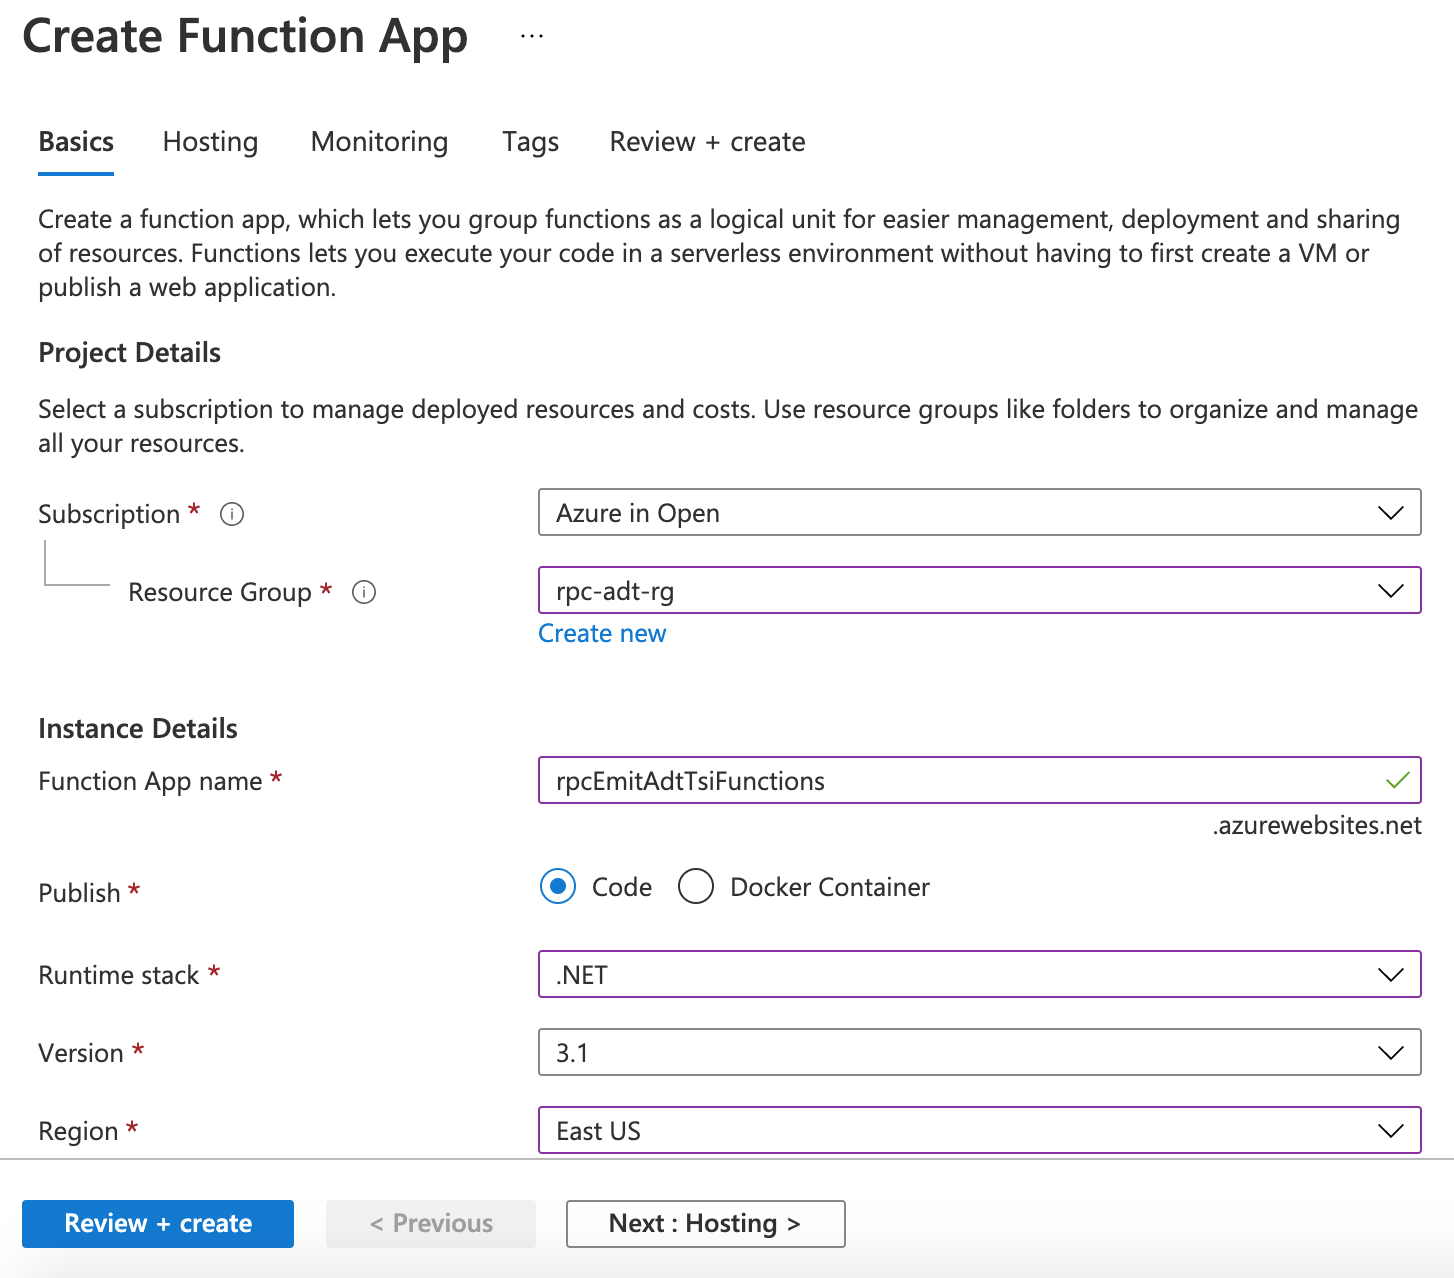 Create Function App ...
Basics Hosting Monitoring Tags Review + create
Create a function app, which lets you group functions as a logical unit for easier management, deployment and sharing
of resources. Functions lets you execute your code in a serverless environment without having to first create a VM or
publish a web application.
Project Details
Select a subscription to manage deployed resources and costs. Use resource groups like folders to organize and manage
all your resources.
Subscription * Azure in Open
Resource Group * rpc-adt-rg
Create new
Instance Details
Function App name * rpcEmitAdtTsiFunctions
.azurewebsites.net
Publish * Code Docker Container
Runtime stack * .NET
Version * 3.1
Region * East US
Review + create < Previous Next : Hosting >